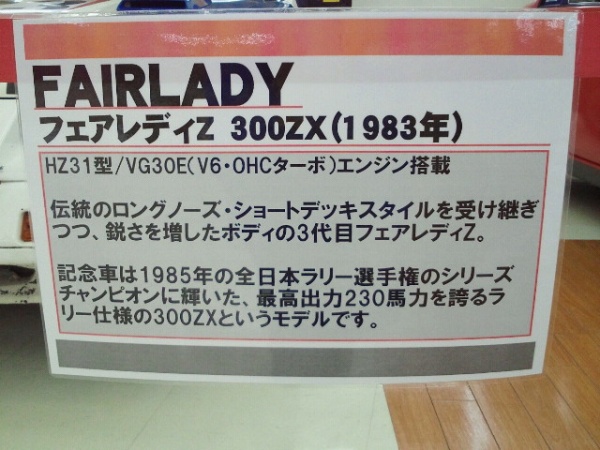 FAIRLADY
フェアレディZ 300ZX(1983年)
HZ31型/VG30E(V6・OHCターボ)エンジン搭載
伝統のロングノーズ・ショートデッキスタイルを受け継ぎ
つつ、鋭さを増したボディの3代目フェアレディZ。
記念車は1985年の全日本ラリー選手権のシリーズ
チャンピオンに輝いた、最高出力230馬力を誇るラ
リー仕様の300ZXというモデルです。